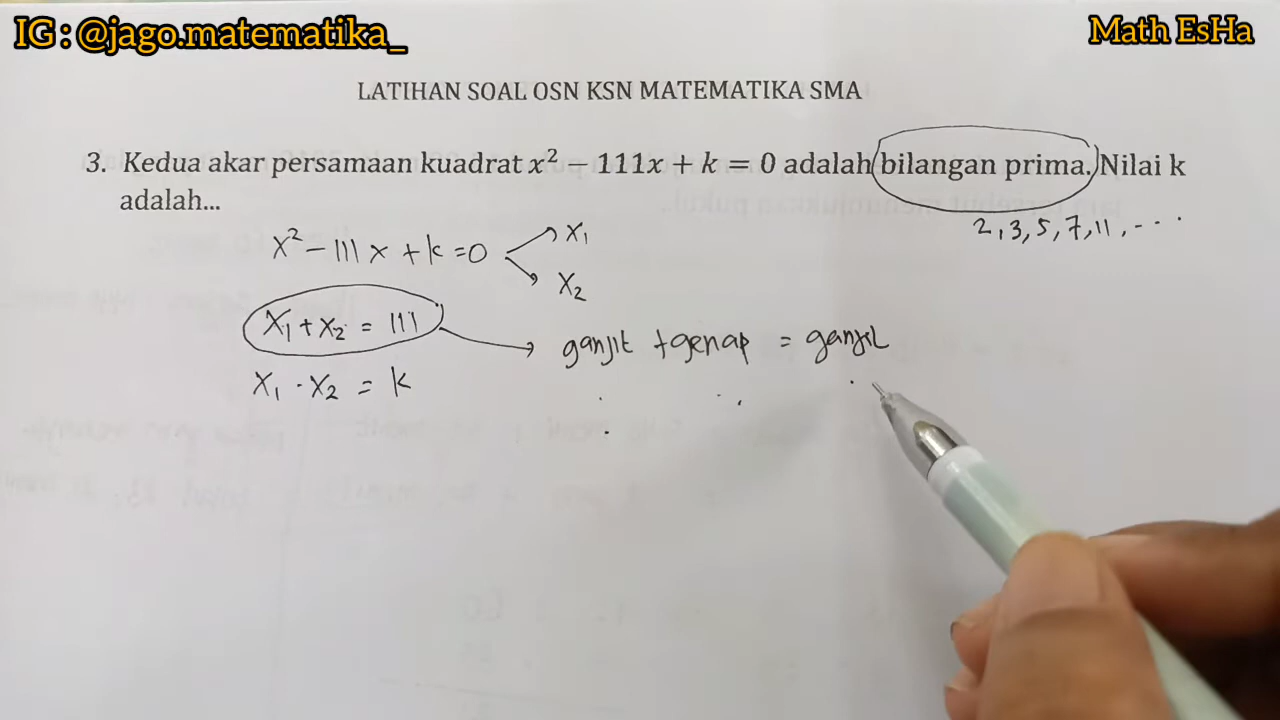 IG : @jago.matematika_
Math EsHa
LATIHAN SOAL OSN KSN MATEMATIKA SMA
3. Kedua akar persamaan kuadrat x² − 111x + k = 0 adalah bilangan prima. Nilai k
adalah...
2, 3, 5, 7, 11, ...
x² − 111 x + k = 0
x₁
x₂
x₁ + x₂ = 111
ganjil + genap = ganjil
x₁ . x₂ = k